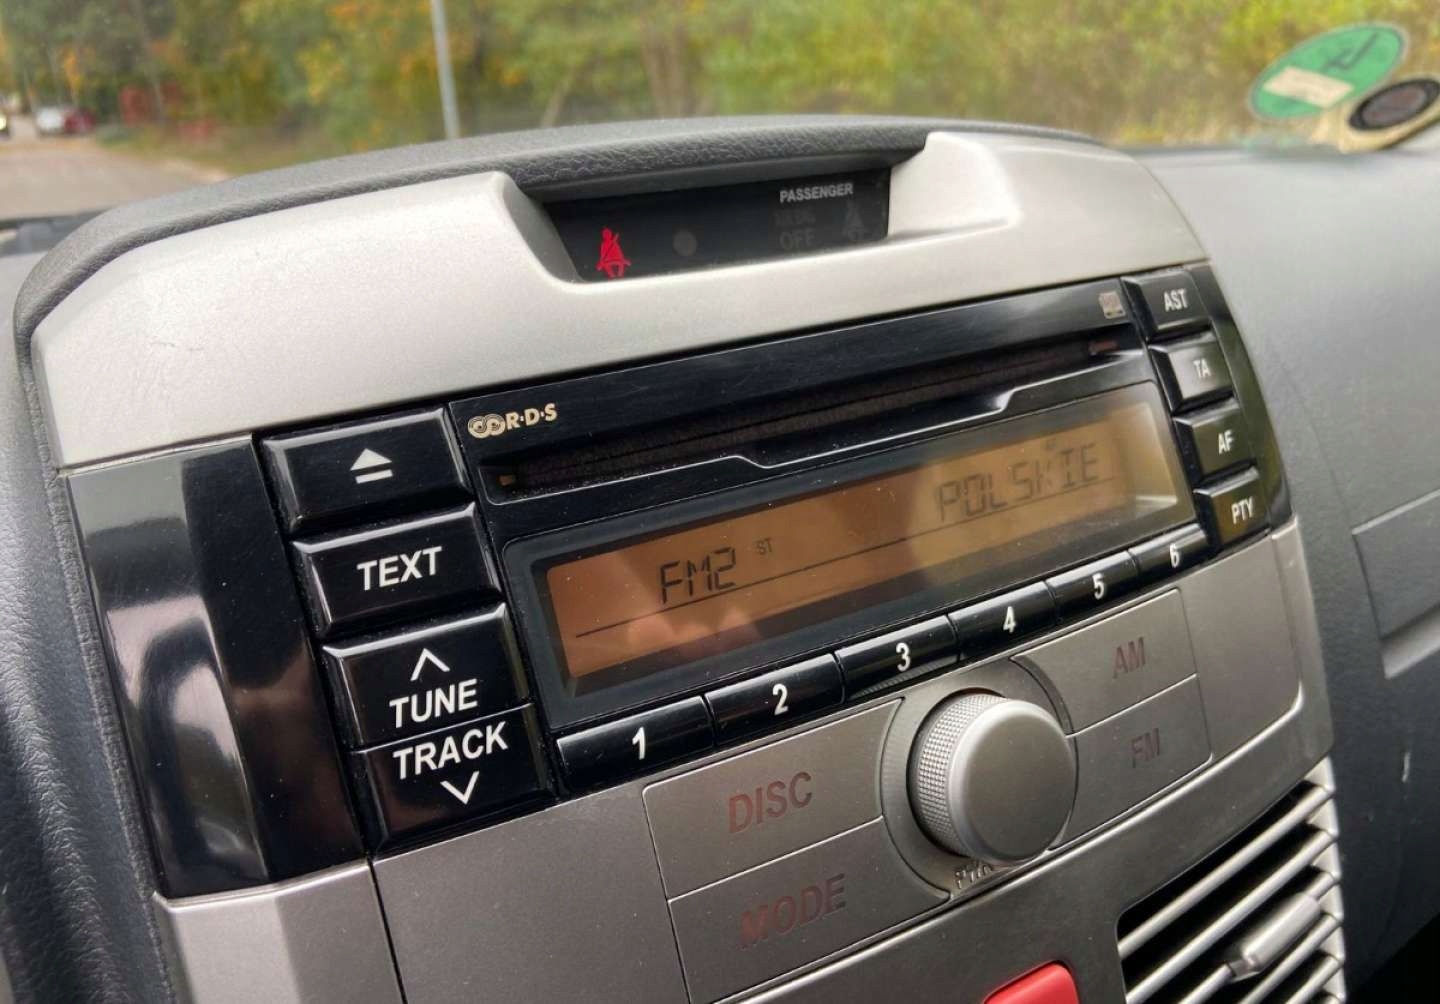 PASSENGER
OFF
AST
TA
AF
PTY
R·D·S
TEXT
TUNE
TRACK
FM2 ST POLSKIE
1 2 3 4 5 6
DISC
AM
FM
MODE